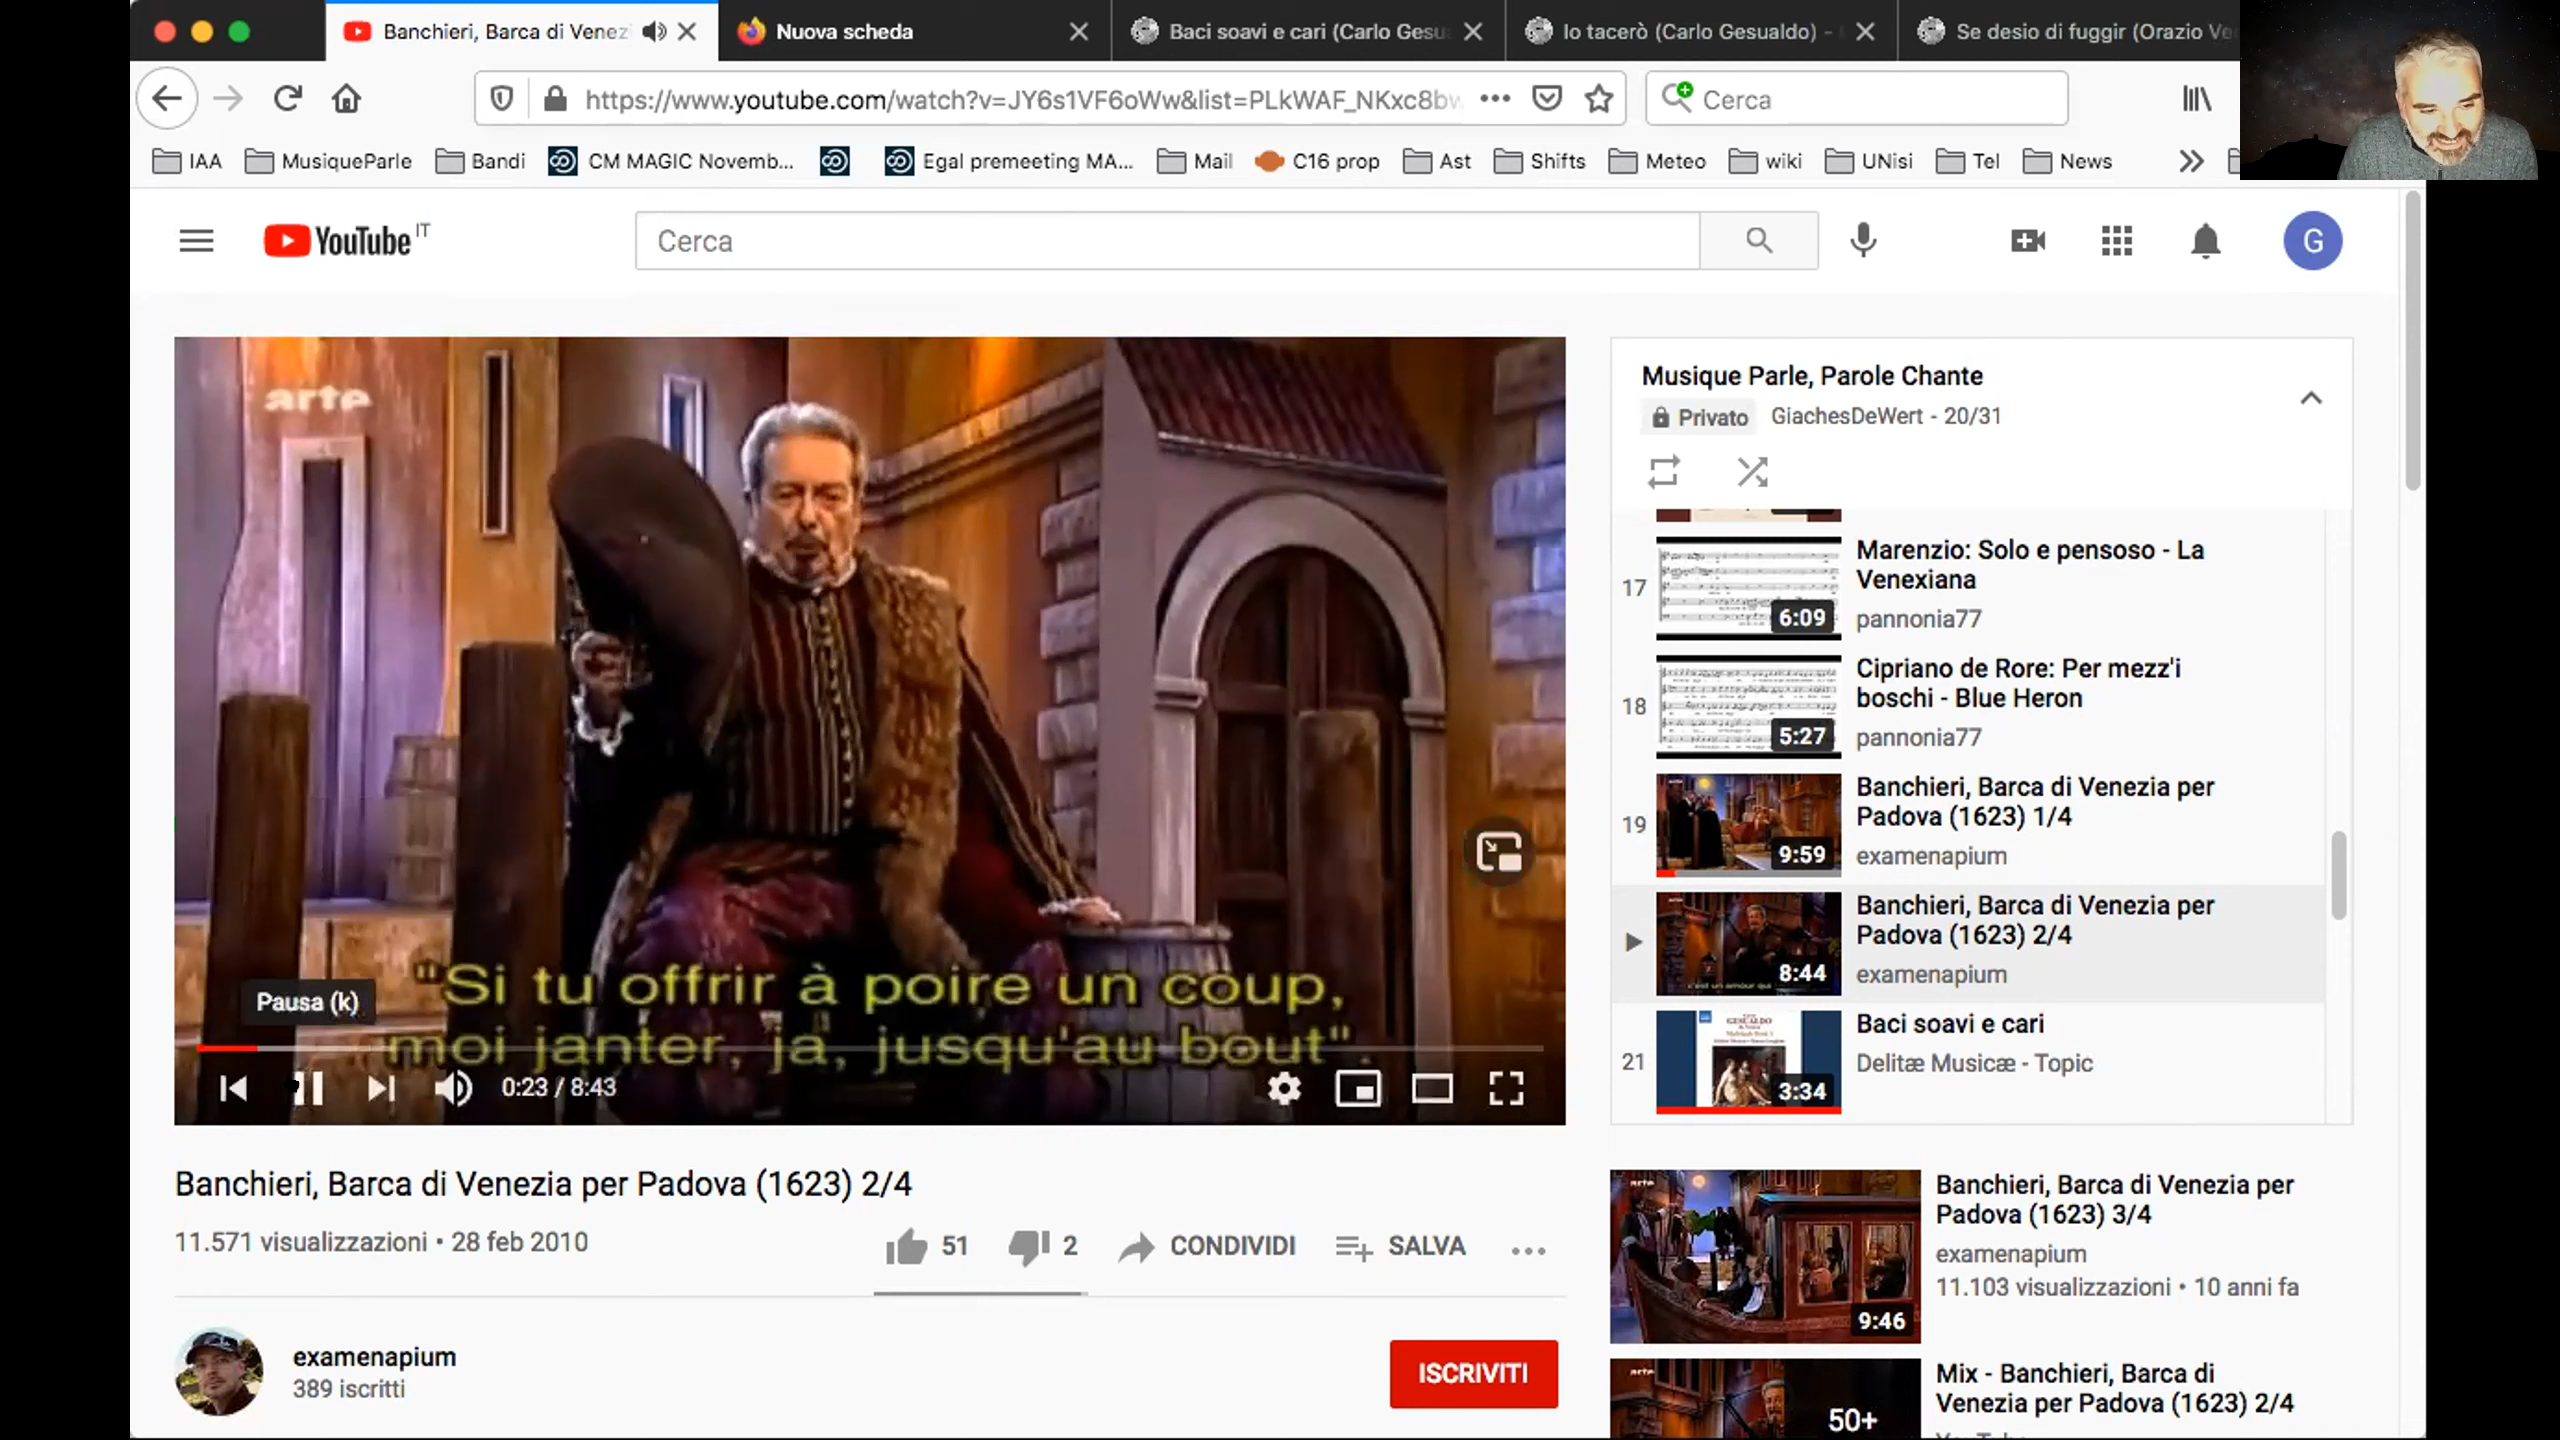 Banchieri, Barca di Venez
Nuova scheda
Baci soavi e cari (Carlo Gesu
Io tacerò (Carlo Gesualdo) -
Se desio di fuggir (Orazio Ve
https://www.youtube.com/watch?v=JY6s1VF6oWw&list=PLkWAF_NKxc8bw
Cerca
IAA
MusiqueParle
Bandi
CM MAGIC Novemb...
Egal premeeting MA...
Mail
C16 prop
Ast
Shifts
Meteo
wiki
UNisi
Tel
News
YouTube IT
Cerca
G
arte
"Si tu offrir à poire un coup,
moi janter, ja, jusqu'au bout".
Pausa (k)
0:23 / 8:43
Musique Parle, Parole Chante
Privato
GiachesDeWert - 20/31
17
6:09
Marenzio: Solo e pensoso - La
Venexiana
pannonia77
18
5:27
Cipriano de Rore: Per mezz'i
boschi - Blue Heron
pannonia77
19
9:59
Banchieri, Barca di Venezia per
Padova (1623) 1/4
examenapium
8:44
Banchieri, Barca di Venezia per
Padova (1623) 2/4
examenapium
21
GESUALDO
3:34
Baci soavi e cari
Delitæ Musicæ - Topic
Banchieri, Barca di Venezia per Padova (1623) 2/4
11.571 visualizzazioni • 28 feb 2010
51
2
CONDIVIDI
SALVA
examenapium
389 iscritti
ISCRIVITI
arte
9:46
Banchieri, Barca di Venezia per
Padova (1623) 3/4
examenapium
11.103 visualizzazioni • 10 anni fa
arte
50+
Mix - Banchieri, Barca di
Venezia per Padova (1623) 2/4